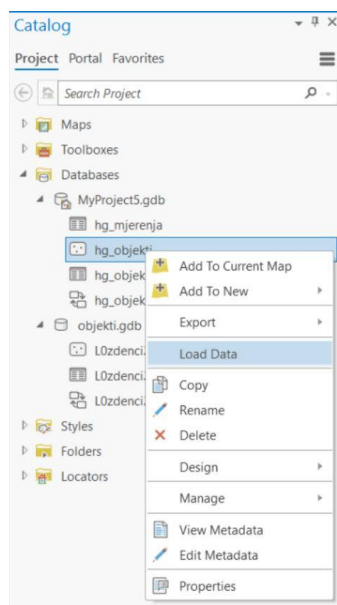 Catalog
Project Portal Favorites
Search Project
Maps
Toolboxes
Databases
MyProject5.gdb
hg_mjerenja
hg_objekti
Add To Current Map
hg_objek
Add To New
hg_objek
objekti.gdb
Export
L0zdenci.
Load Data
L0zdenci.
Copy
L0zdenci.
Rename
Styles
Delete
Folders
Design
Locators
Manage
View Metadata
Edit Metadata
Properties